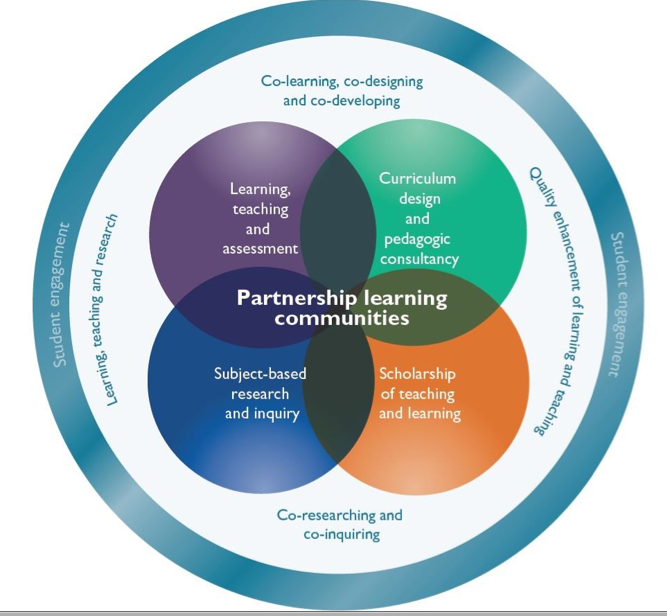 Co-learning, co-designing
and co-developing
Learning,
teaching
and
assessment
Curriculum
design
and
pedagogic
consultancy
Student engagement
Learning, teaching and research
Quality enhancement of learning and teaching
Student engagement
Partnership learning
communities
Subject-based
research
and inquiry
Scholarship
of teaching
and learning
Co-researching and
co-inquiring